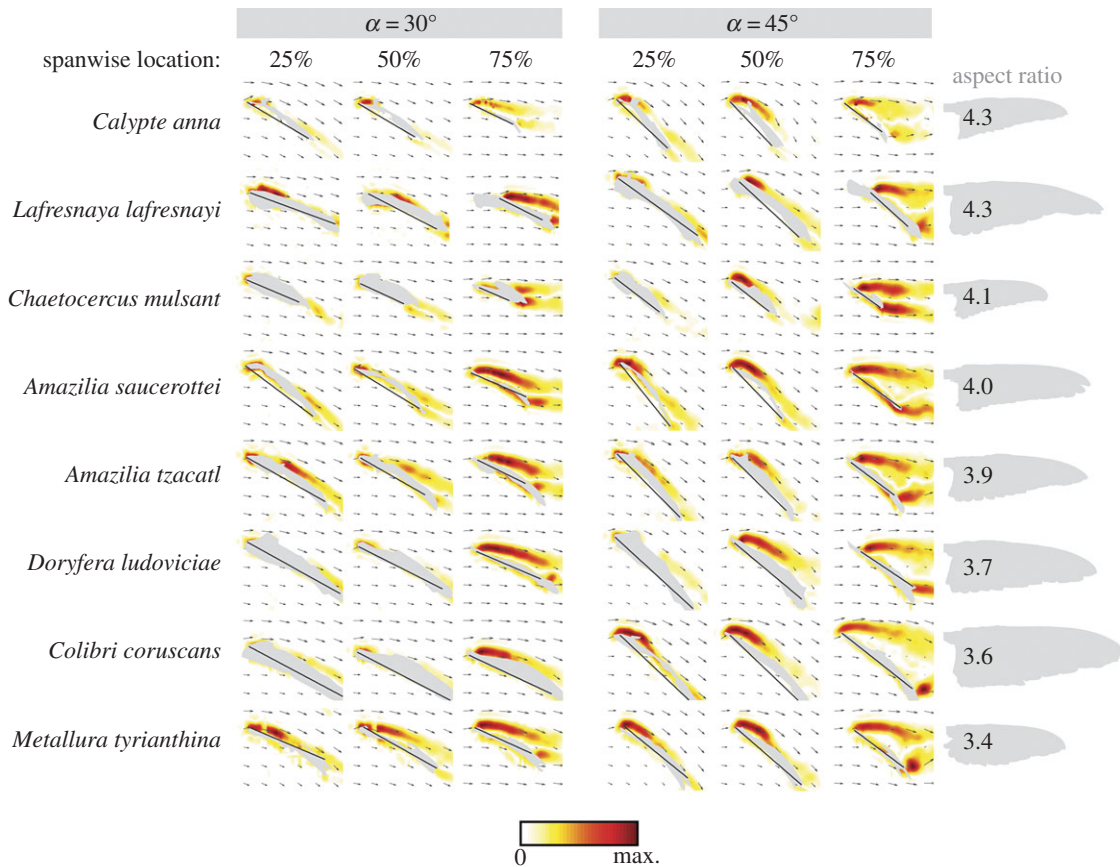 α = 30° α = 45°
spanwise location: 25% 50% 75% 25% 50% 75%
aspect ratio
Calypte anna 4.3
Lafresnaya lafresnayi 4.3
Chaetocercus mulsant 4.1
Amazilia saucerottei 4.0
Amazilia tzacatl 3.9
Doryfera ludoviciae 3.7
Colibri coruscans 3.6
Metallura tyrianthina 3.4
0 max.